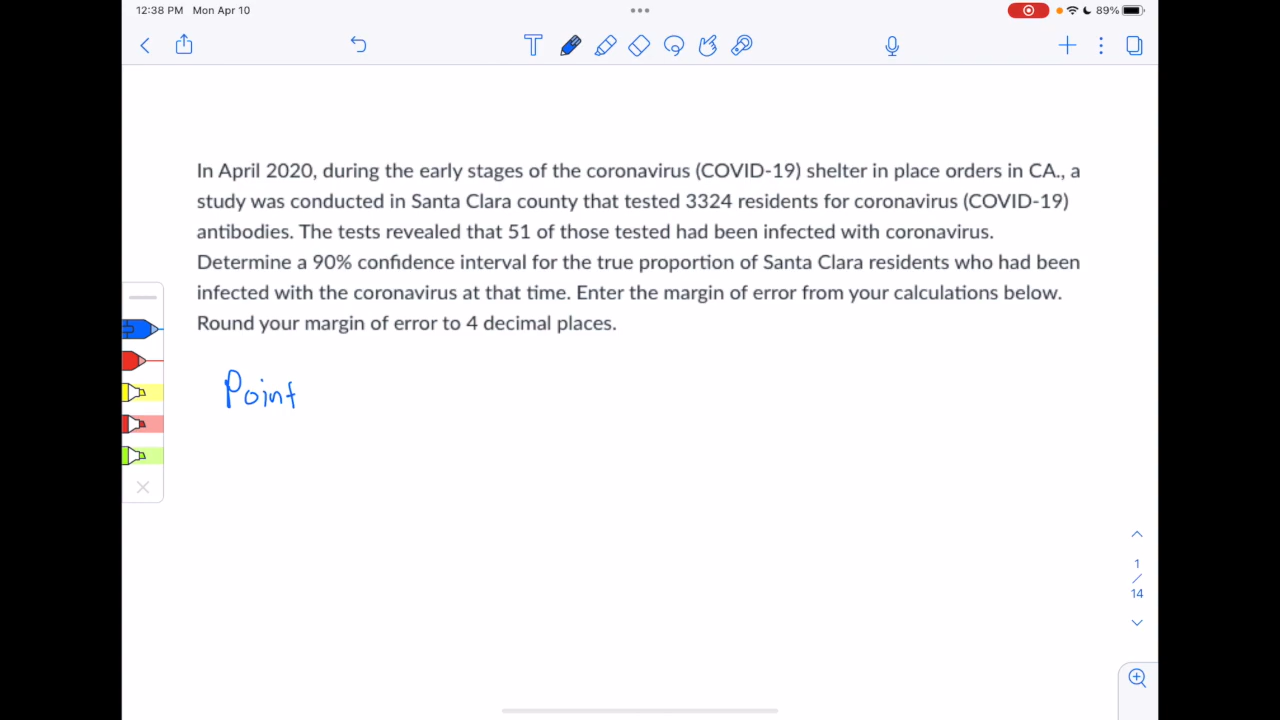 12:38 PM Mon Apr 10
89%
T
In April 2020, during the early stages of the coronavirus (COVID-19) shelter in place orders in CA., a
study was conducted in Santa Clara county that tested 3324 residents for coronavirus (COVID-19)
antibodies. The tests revealed that 51 of those tested had been infected with coronavirus.
Determine a 90% confidence interval for the true proportion of Santa Clara residents who had been
infected with the coronavirus at that time. Enter the margin of error from your calculations below.
Round your margin of error to 4 decimal places.
Point
1
/
14